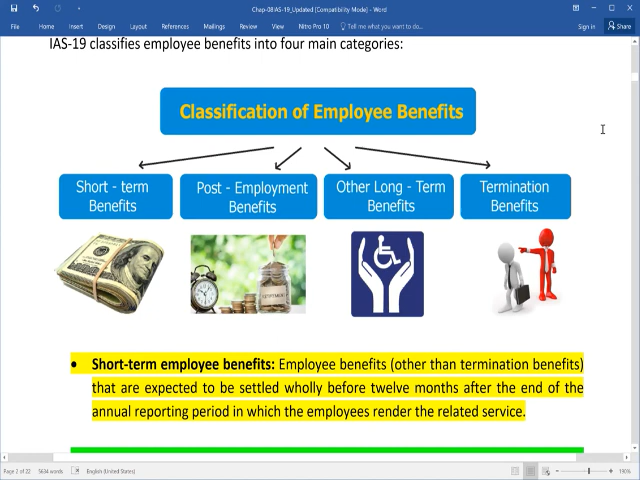 Chap-08IAS-19_Updated [Compatibility Mode] - Word
File Home Insert Design Layout References Mailings Review View Nitro Pro 10 Tell me what you want to do... Sign in Share
IAS-19 classifies employee benefits into four main categories:
Classification of Employee Benefits
Short - term
Benefits
Post - Employment
Benefits
Other Long - Term
Benefits
Termination
Benefits
• Short-term employee benefits: Employee benefits (other than termination benefits)
that are expected to be settled wholly before twelve months after the end of the
annual reporting period in which the employees render the related service.
Page 2 of 22 5634 words English (United States) 190%